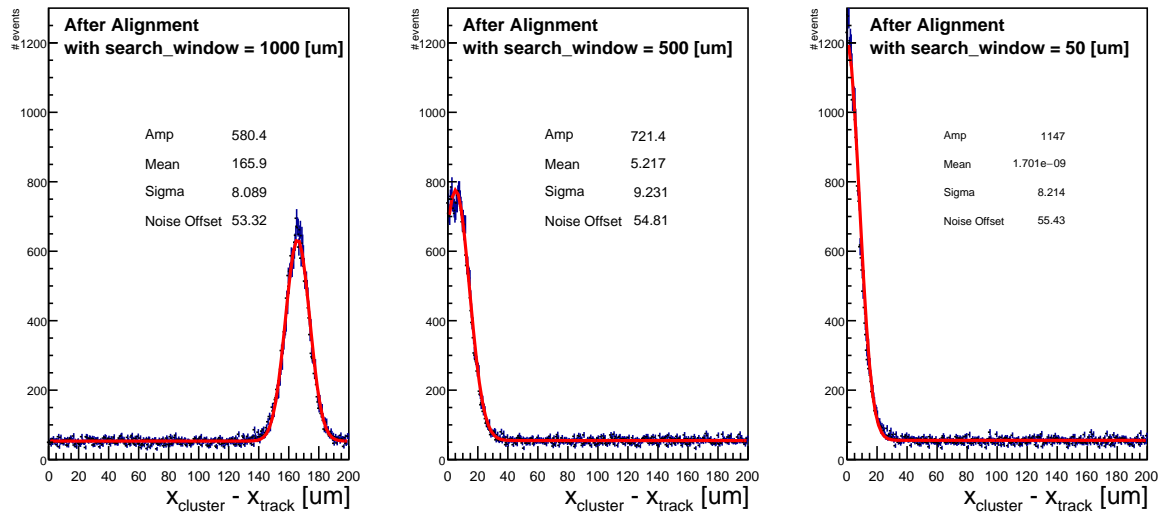 After Alignment
with search_window = 1000 [um]
# events
Amp 580.4
Mean 165.9
Sigma 8.089
Noise Offset 53.32
1200
1000
800
600
400
200
0
0 20 40 60 80 100 120 140 160 180 200
x_cluster - x_track [um]
After Alignment
with search_window = 500 [um]
# events
Amp 721.4
Mean 5.217
Sigma 9.231
Noise Offset 54.81
1200
1000
800
600
400
200
0
0 20 40 60 80 100 120 140 160 180 200
x_cluster - x_track [um]
After Alignment
with search_window = 50 [um]
# events
Amp 1147
Mean 1.701e−09
Sigma 8.214
Noise Offset 55.43
1200
1000
800
600
400
200
0
0 20 40 60 80 100 120 140 160 180 200
x_cluster - x_track [um]